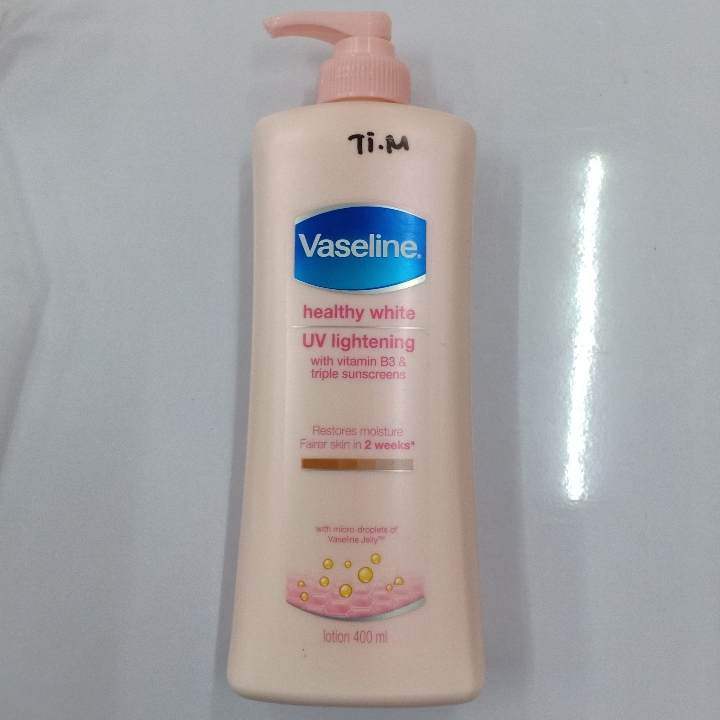 Ti.M
Vaseline®
healthy white
UV lightening
with vitamin B3 &
triple sunscreens
Restores moisture
Fairer skin in 2 weeks*
with micro-droplets of
Vaseline Jelly™
lotion 400 ml